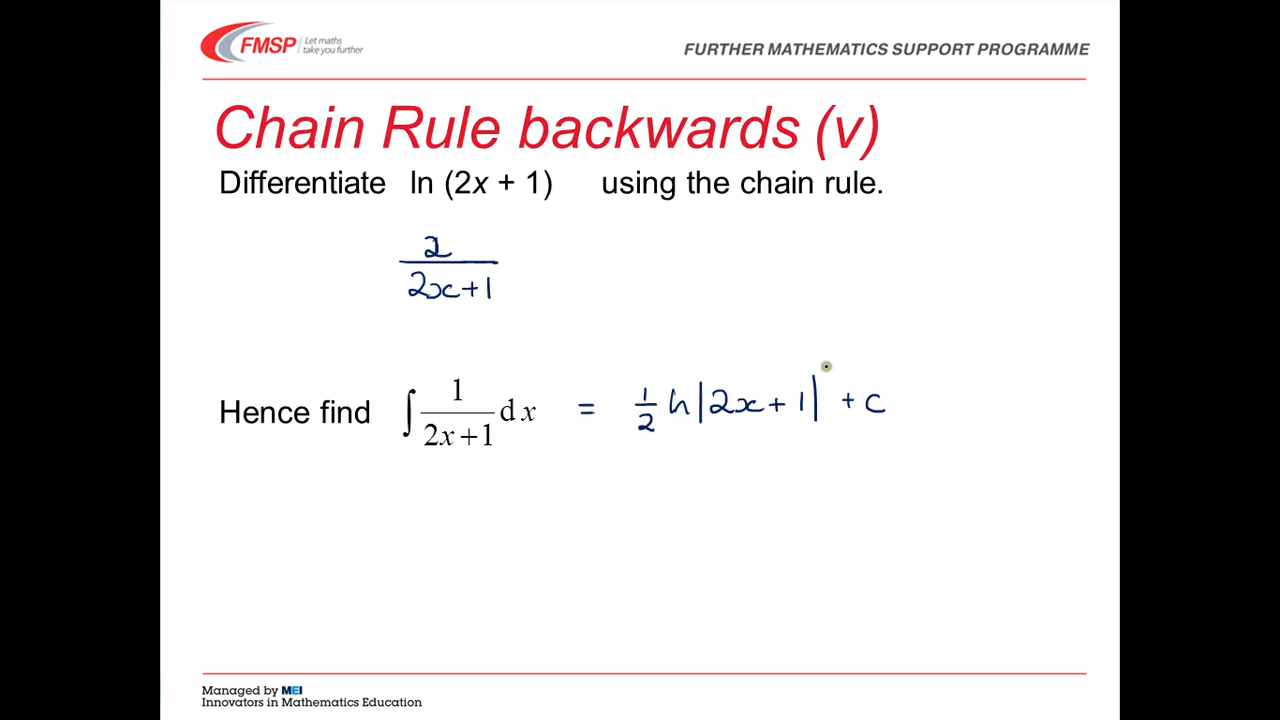 FMSP | Let maths take you further
FURTHER MATHEMATICS SUPPORT PROGRAMME
Chain Rule backwards (v)
Differentiate ln (2x + 1) using the chain rule.
2
2x+1
Hence find ∫ 1/(2x+1) dx = 1/2 ln|2x+1| + c
Managed by MEI
Innovators in Mathematics Education